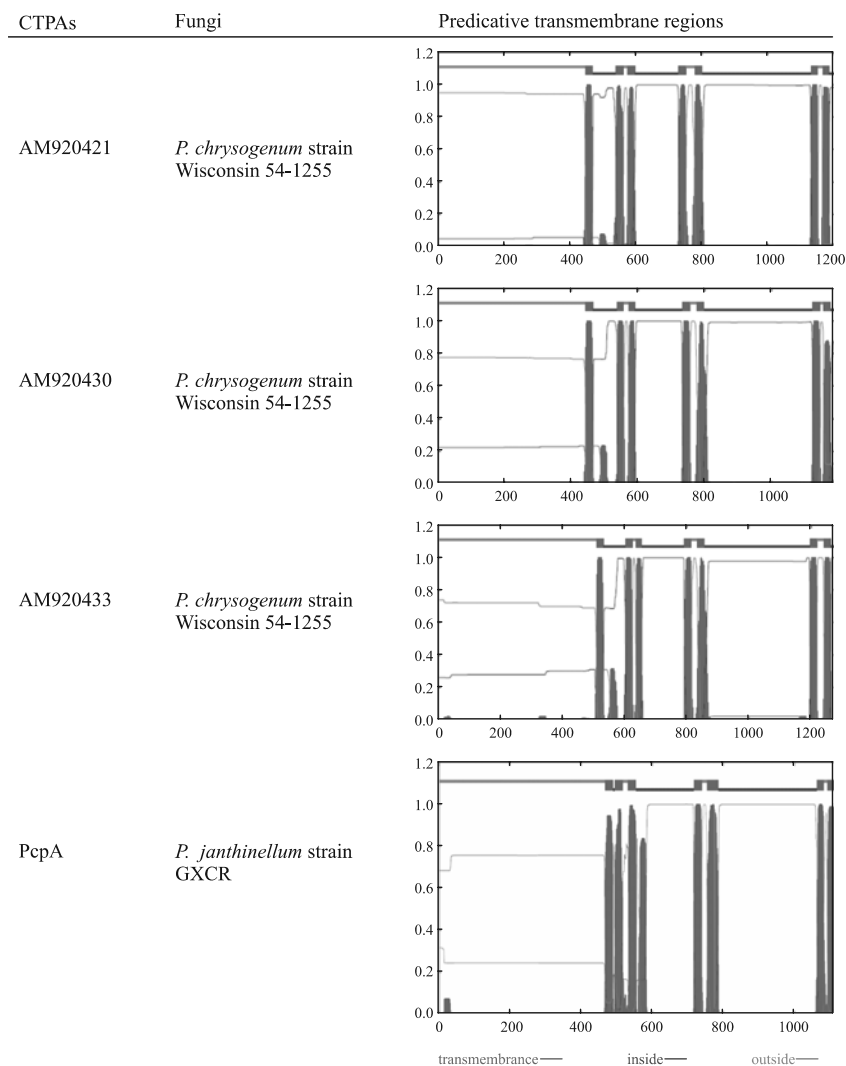 CTPAs Fungi Predicative transmembrane regions
1.2
1.0
0.8
0.6
0.4
0.2
0.0
0 200 400 600 800 1000 1200
AM920421 P. chrysogenum strain
Wisconsin 54-1255
1.2
1.0
0.8
0.6
0.4
0.2
0.0
0 200 400 600 800 1000
AM920430 P. chrysogenum strain
Wisconsin 54-1255
1.2
1.0
0.8
0.6
0.4
0.2
0.0
0 200 400 600 800 1000 1200
AM920433 P. chrysogenum strain
Wisconsin 54-1255
1.2
1.0
0.8
0.6
0.4
0.2
0.0
0 200 400 600 800 1000
PcpA P. janthinellum strain
GXCR
transmembrance inside outside